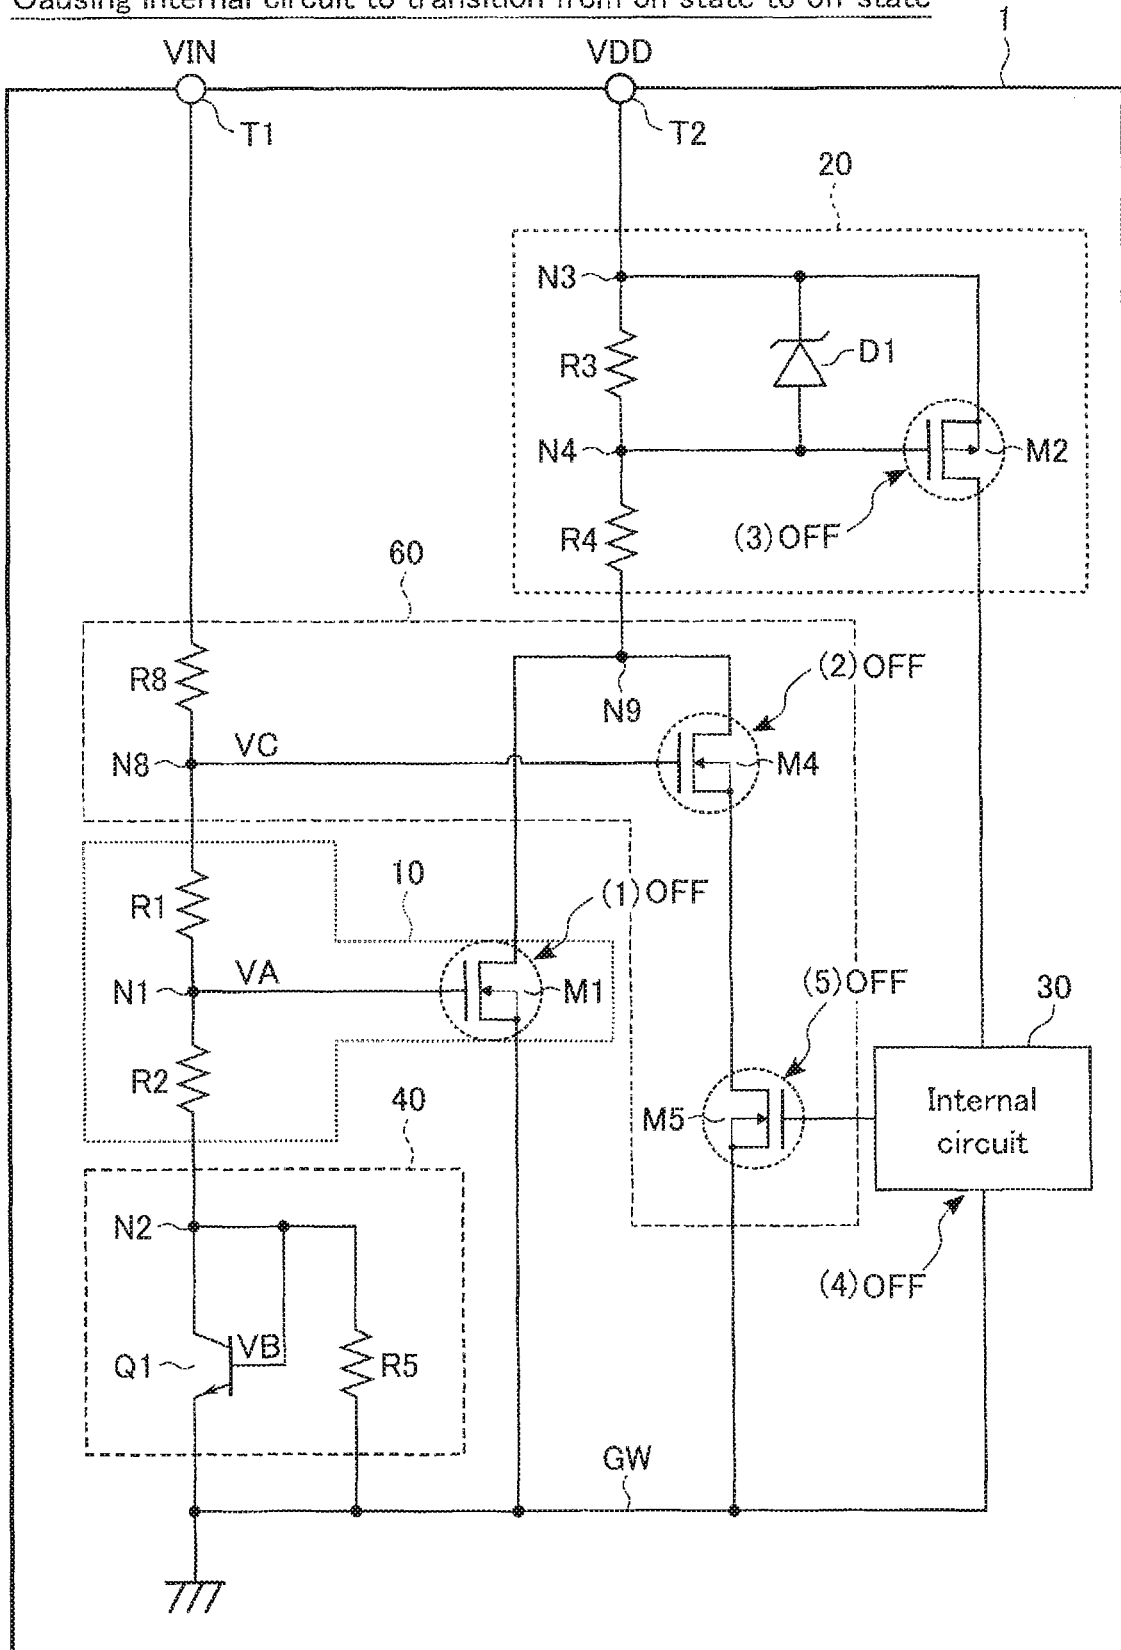 Causing internal circuit to transition from on state to off state
1
VIN
VDD
T1
T2
20
N3
R3
D1
N4
M2
R4
(3)OFF
60
R8
(2)OFF
N9
N8
VC
M4
10
R1
(1)OFF
N1
VA
M1
(5)OFF
30
R2
40
M5
Internal
circuit
N2
(4)OFF
VB
Q1
R5
GW